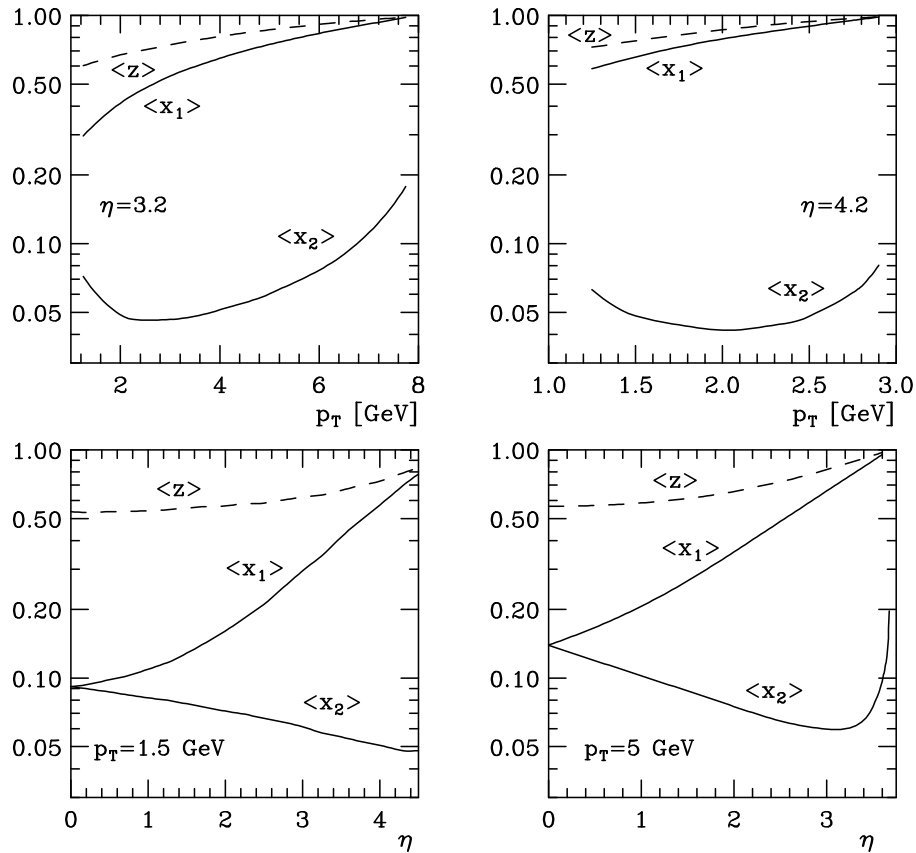 1.00
<z>
0.50
<x1>
0.20
η=3.2
<x2>
0.10
0.05
2 4 6 8
pT [GeV]
1.00
<z>
<x1>
0.50
0.20
η=4.2
0.10
<x2>
0.05
1.0 1.5 2.0 2.5 3.0
pT [GeV]
1.00
<z>
0.50
<x1>
0.20
0.10
<x2>
0.05
pT=1.5 GeV
0 1 2 3 4
η
1.00
<z>
0.50
<x1>
0.20
0.10
<x2>
0.05
pT=5 GeV
0 1 2 3
η